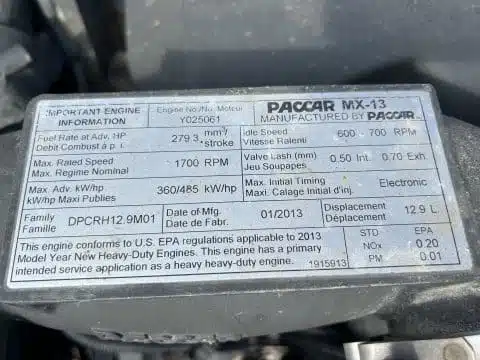 IMPORTANT ENGINE INFORMATION
Engine No./No. Moteur
Y025061
PACCAR MX-13
MANUFACTURED BY PACCAR
Fuel Rate at Adv. HP
Debit Combust à p. i.
279.3 mm³/stroke
Idle Speed
Vitesse Ralenti
600 - 700 RPM
Max. Rated Speed
Max. Regime Nominal
1700 RPM
Valve Lash (mm)
Jeu Soupapes
0.50 Int. 0.70 Exh.
Max. Adv. kW/hp
kW/hp Maxi Publies
360/485 kW/hp
Max. Initial Timing
Maxi. Calage Initial d'inj.
Electronic
Family
Famille
DPCRH12.9M01
Date of Mfg.
Date de Fabr.
01/2013
Displacement
Déplacement
12.9 L
This engine conforms to U.S. EPA regulations applicable to 2013
Model Year New Heavy-Duty Engines. This engine has a primary
intended service application as a heavy heavy-duty engine.
1915913
STD EPA
NOx 0.20
PM 0.01